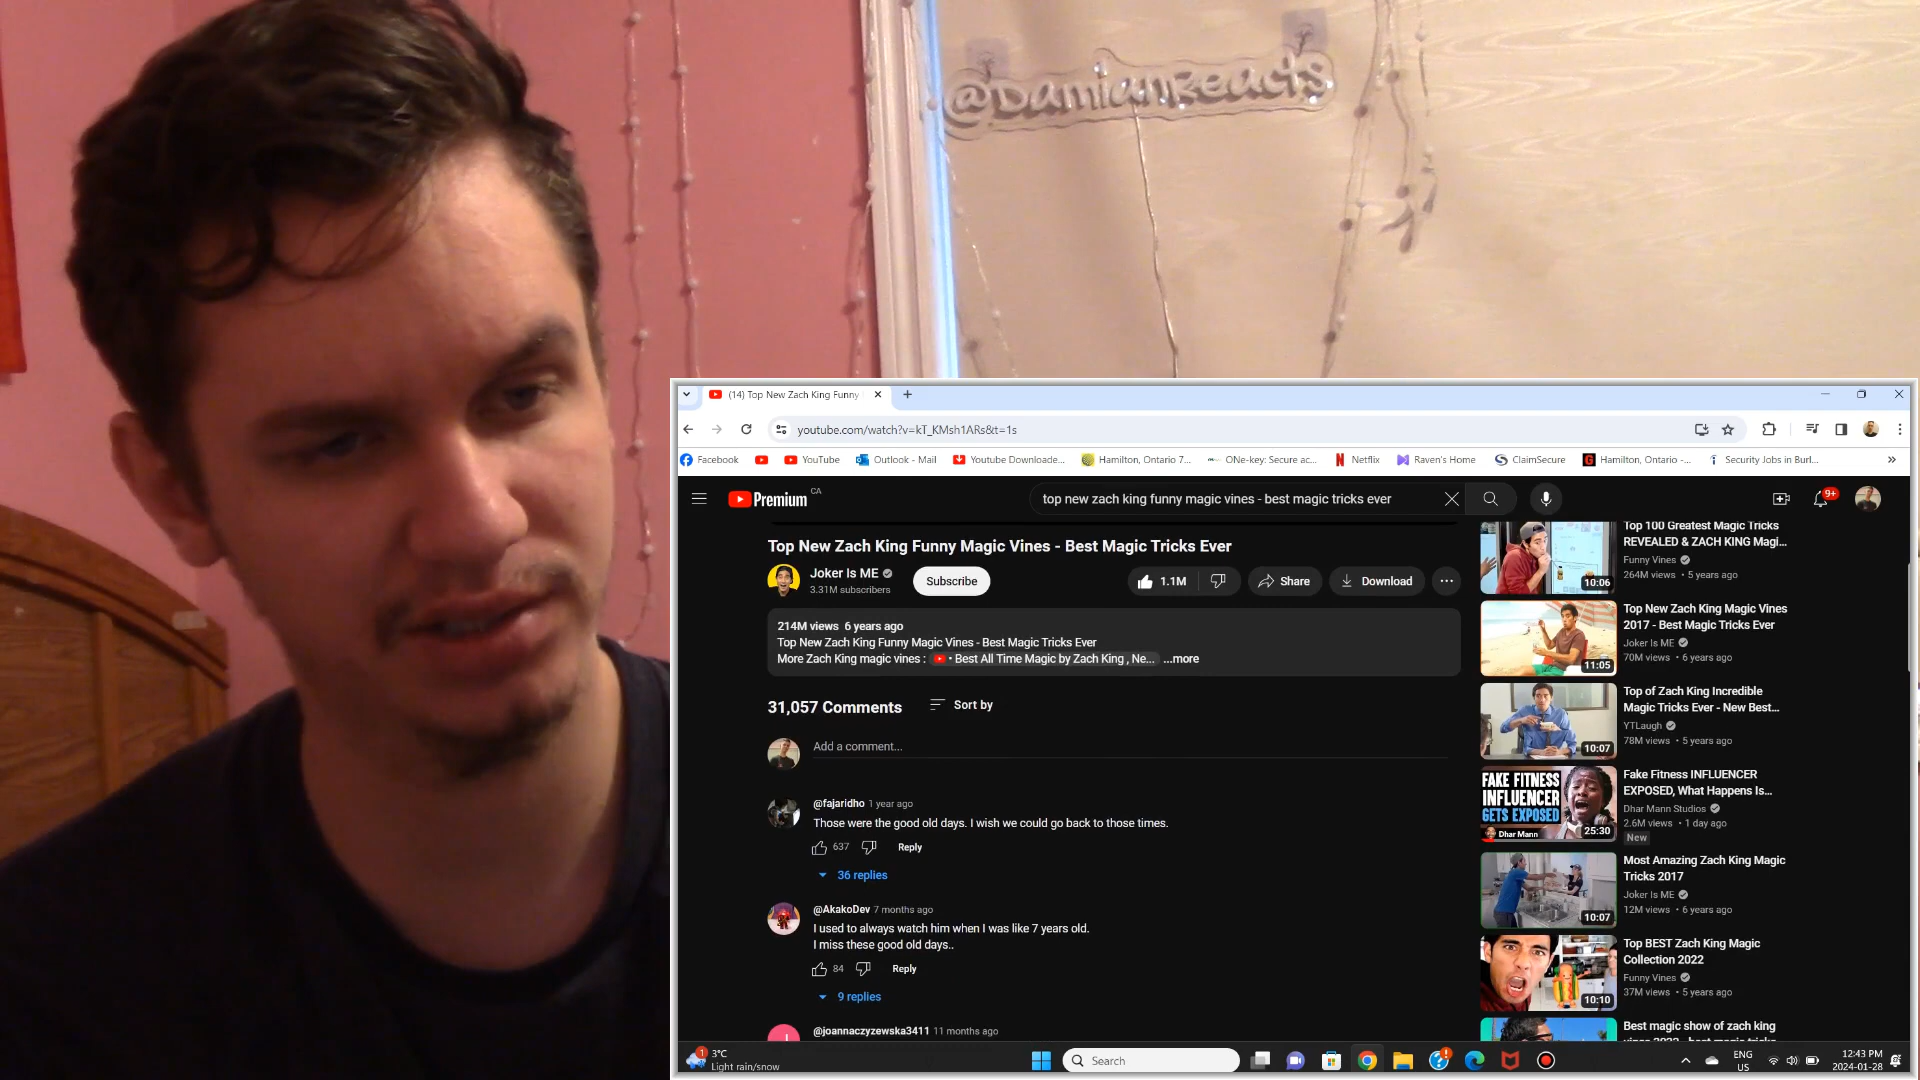 @DamianReacts
(14) Top New Zach King Funny
youtube.com/watch?v=kT_KMsh1ARs&t=1s
Facebook
YouTube
Outlook - Mail
Youtube Downloade...
Hamilton, Ontario 7...
ONe-key: Secure ac...
Netflix
Raven's Home
ClaimSecure
Hamilton, Ontario -...
Security Jobs in Burl...
Premium CA
top new zach king funny magic vines - best magic tricks ever
9+
Top New Zach King Funny Magic Vines - Best Magic Tricks Ever
Joker Is ME
3.31M subscribers
Subscribe
1.1M
Share
Download
214M views 6 years ago
Top New Zach King Funny Magic Vines - Best Magic Tricks Ever
More Zach King magic vines : • Best All Time Magic by Zach King , Ne... ...more
31,057 Comments
Sort by
Add a comment...
@fajaridho 1 year ago
Those were the good old days. I wish we could go back to those times.
637 Reply
36 replies
@AkakoDev 7 months ago
I used to always watch him when I was like 7 years old.
I miss these good old days..
84 Reply
9 replies
@joannaczyzewska3411 11 months ago
Top 100 Greatest Magic Tricks
REVEALED & ZACH KING Magi...
Funny Vines
264M views • 5 years ago
10:06
Top New Zach King Magic Vines
2017 - Best Magic Tricks Ever
Joker Is ME
70M views • 6 years ago
11:05
Top of Zach King Incredible
Magic Tricks Ever - New Best...
YTLaugh
78M views • 5 years ago
10:07
FAKE FITNESS
INFLUENCER
GETS EXPOSED
Dhar Mann
25:30
Fake Fitness INFLUENCER
EXPOSED, What Happens Is...
Dhar Mann Studios
2.6M views • 1 day ago
New
Most Amazing Zach King Magic
Tricks 2017
Joker Is ME
12M views • 6 years ago
10:07
Top BEST Zach King Magic
Collection 2022
Funny Vines
37M views • 5 years ago
10:10
Best magic show of zach king
1
3°C
Light rain/snow
Search
ENG
US
12:43 PM
2024-01-28